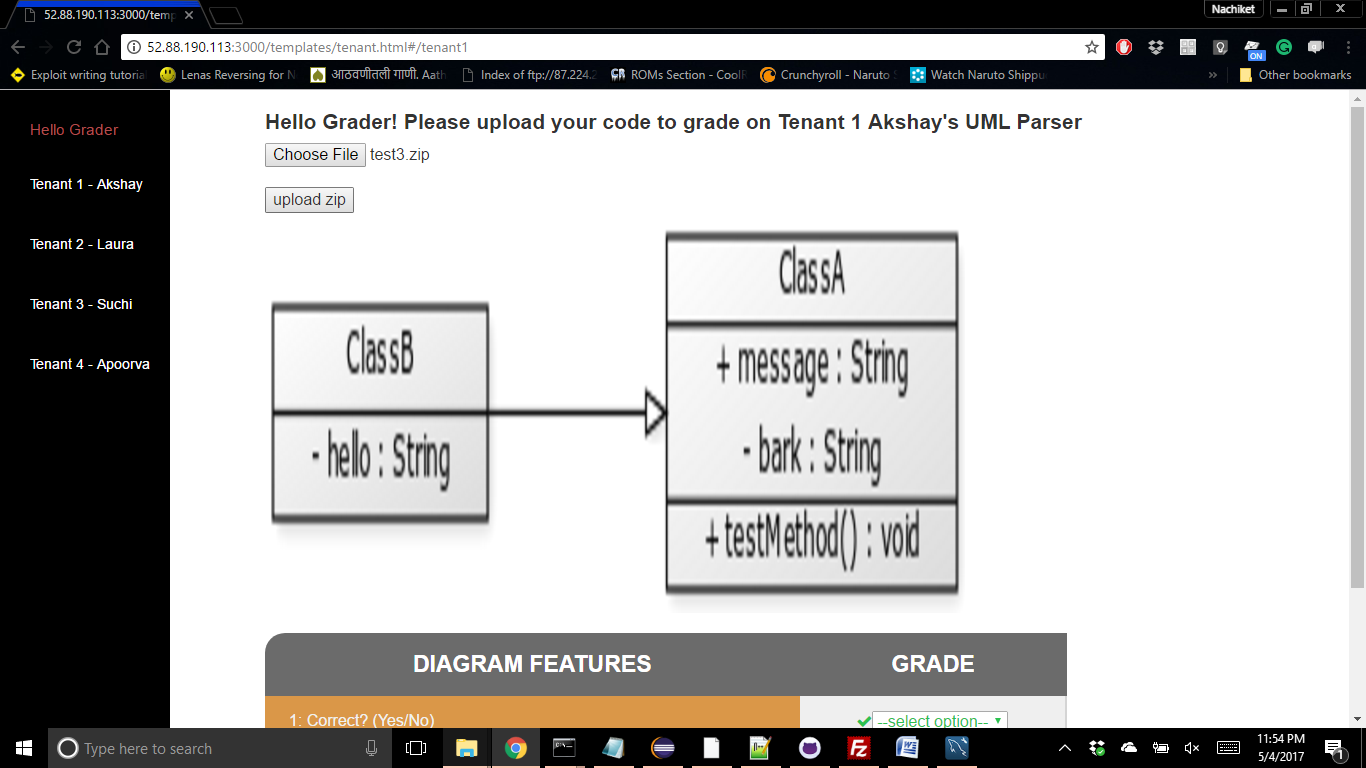 Nachiket
52.88.190.113:3000/temp
52.88.190.113:3000/templates/tenant.html#/tenant1
ON
Exploit writing tutoria
Lenas Reversing for N
आठवणीतली गाणी. Aath
Index of ftp://87.224.2
ROMs Section - CoolR
Crunchyroll - Naruto S
Watch Naruto Shippu
»
Other bookmarks
Hello Grader
Tenant 1 - Akshay
Tenant 2 - Laura
Tenant 3 - Suchi
Tenant 4 - Apoorva
Hello Grader! Please upload your code to grade on Tenant 1 Akshay's UML Parser
Choose File test3.zip
upload zip
ClassB
- hello : String
ClassA
+ message : String
- bark : String
+ testMethod() : void
DIAGRAM FEATURES
GRADE
1: Correct? (Yes/No)
--select option--
Type here to search
11:54 PM
5/4/2017
1